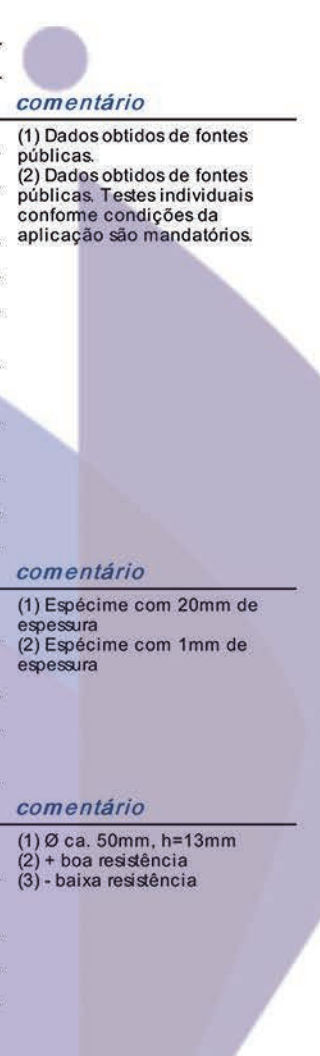 comentário
(1) Dados obtidos de fontes
públicas.
(2) Dados obtidos de fontes
públicas. Testes individuais
conforme condições da
aplicação são mandatórios.
comentário
(1) Espécime com 20mm de
espessura
(2) Espécime com 1mm de
espessura
comentário
(1) Ø ca. 50mm, h=13mm
(2) + boa resistência
(3) - baixa resistência